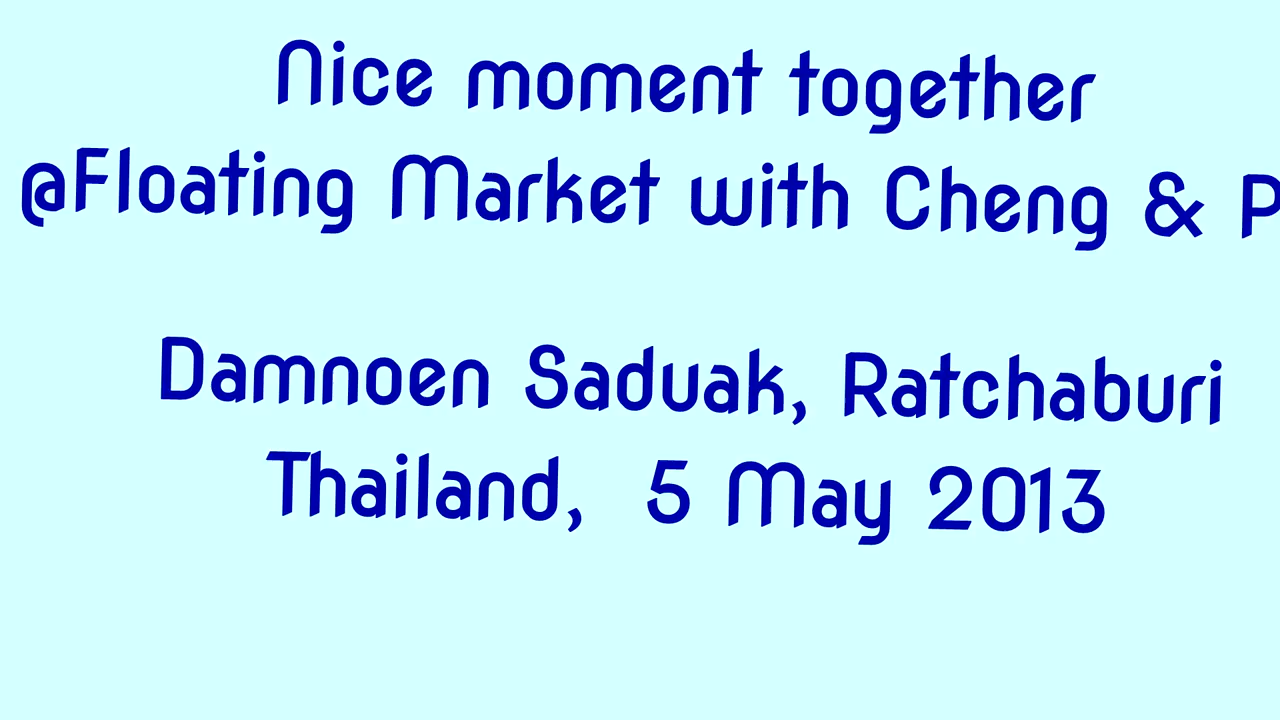 Nice moment together
@Floating Market with Cheng & P
Damnoen Saduak, Ratchaburi
Thailand, 5 May 2013